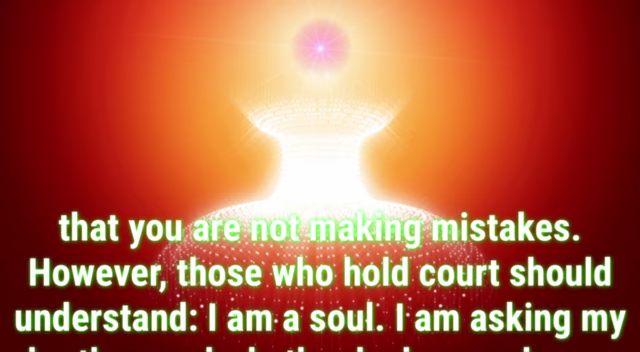 that you are not making mistakes.
However, those who hold court should
understand: I am a soul. I am asking my